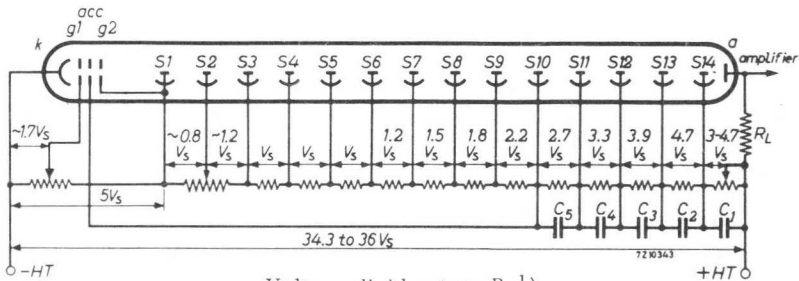 acc
k g1 g2 a
S1 S2 S3 S4 S5 S6 S7 S8 S9 S10 S11 S12 S13 S14
amplifier
~1.7Vs
~0.8 Vs
~1.2 Vs
Vs
Vs
Vs
1.2 Vs
1.5 Vs
1.8 Vs
2.2 Vs
2.7 Vs
3.3 Vs
3.9 Vs
4.7 Vs
3-4.7 Vs
RL
5Vs
C5 C4 C3 C2 C1
34.3 to 36Vs
7210343
-HT
+HT